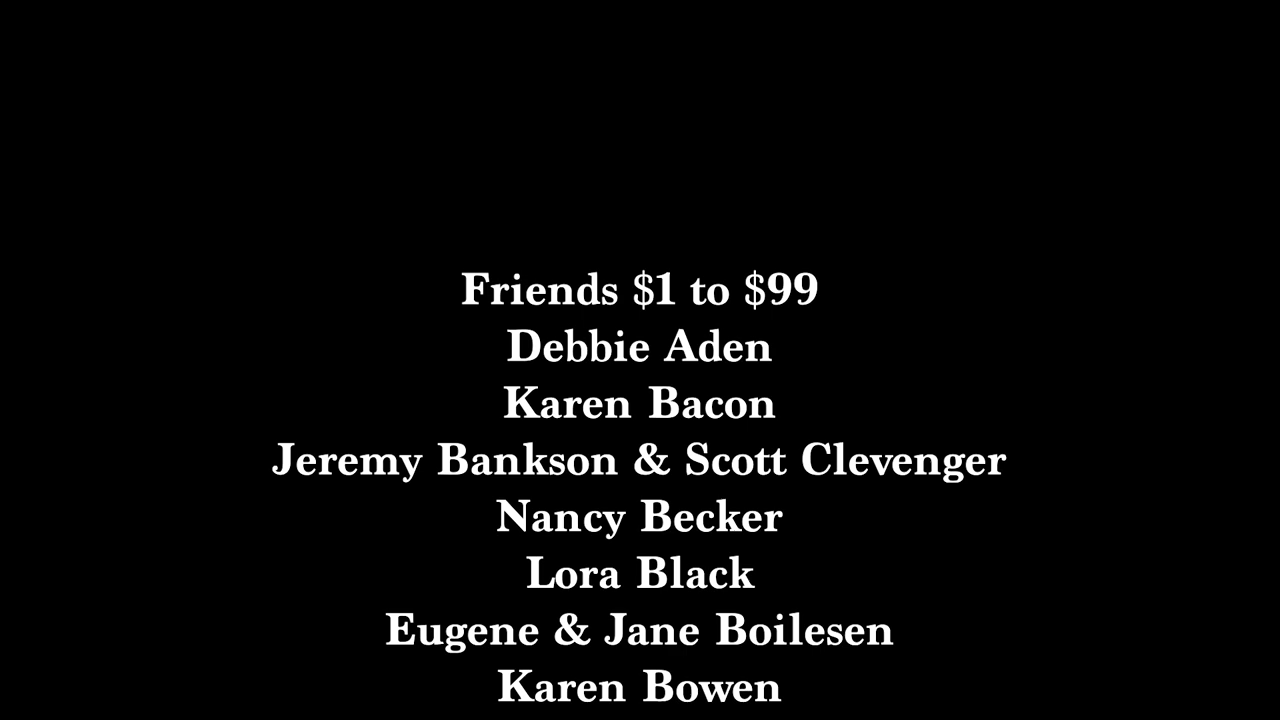 Friends $1 to $99
Debbie Aden
Karen Bacon
Jeremy Bankson & Scott Clevenger
Nancy Becker
Lora Black
Eugene & Jane Boilesen
Karen Bowen